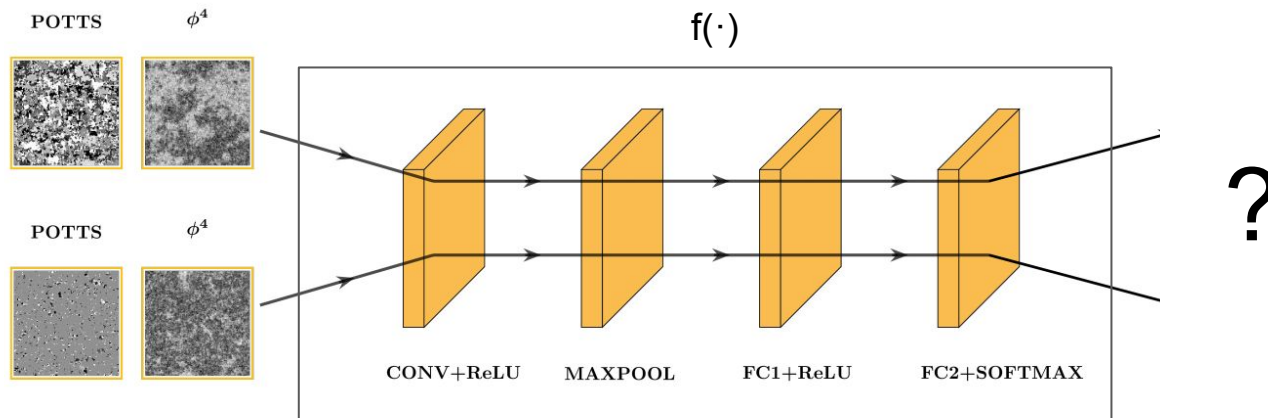 POTTS φ⁴
f(·)
POTTS φ⁴
?
CONV+ReLU MAXPOOL FC1+ReLU FC2+SOFTMAX